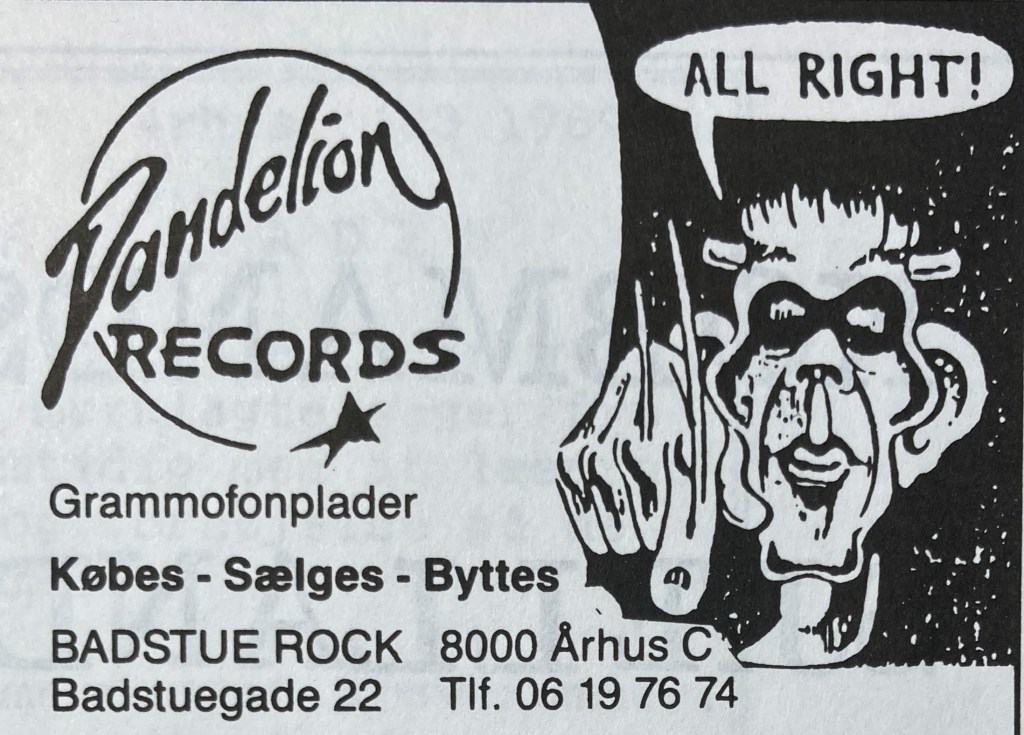 Dandelion
RECORDS
ALL RIGHT!
Grammofonplader
Købes - Sælges - Byttes
BADSTUE ROCK 8000 Århus C
Badstuegade 22 Tlf. 06 19 76 74